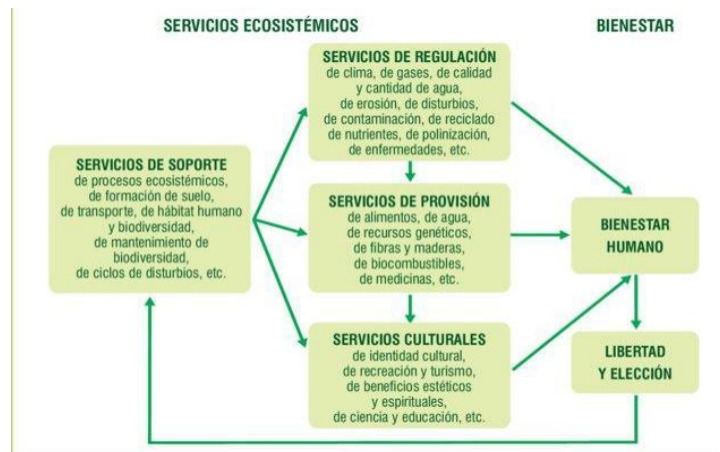 SERVICIOS ECOSISTÉMICOS
BIENESTAR
SERVICIOS DE SOPORTE
de procesos ecosistémicos,
de formación de suelo,
de transporte, de hábitat humano
y biodiversidad,
de mantenimiento de
biodiversidad,
de ciclos de disturbios, etc.
SERVICIOS DE REGULACIÓN
de clima, de gases, de calidad
y cantidad de agua,
de erosión, de disturbios,
de contaminación, de reciclado
de nutrientes, de polinización,
de enfermedades, etc.
SERVICIOS DE PROVISIÓN
de alimentos, de agua,
de recursos genéticos,
de fibras y maderas,
de biocombustibles,
de medicinas, etc.
SERVICIOS CULTURALES
de identidad cultural,
de recreación y turismo,
de beneficios estéticos
y espirituales,
de ciencia y educación, etc.
BIENESTAR
HUMANO
LIBERTAD
Y ELECCIÓN